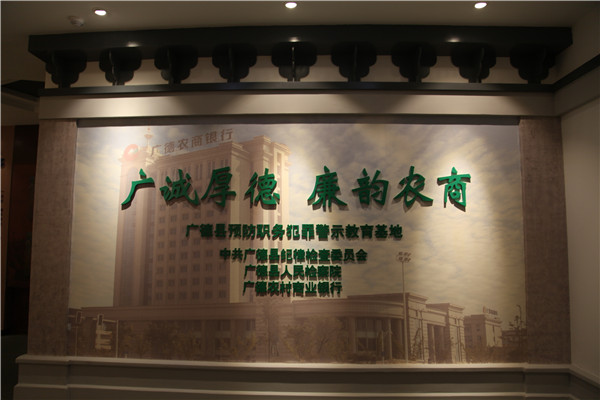 广德农商银行
广诚厚德 廉韵农商
广德县预防职务犯罪警示教育基地
中共广德县纪律检查委员会
广德县人民检察院
广德农村商业银行